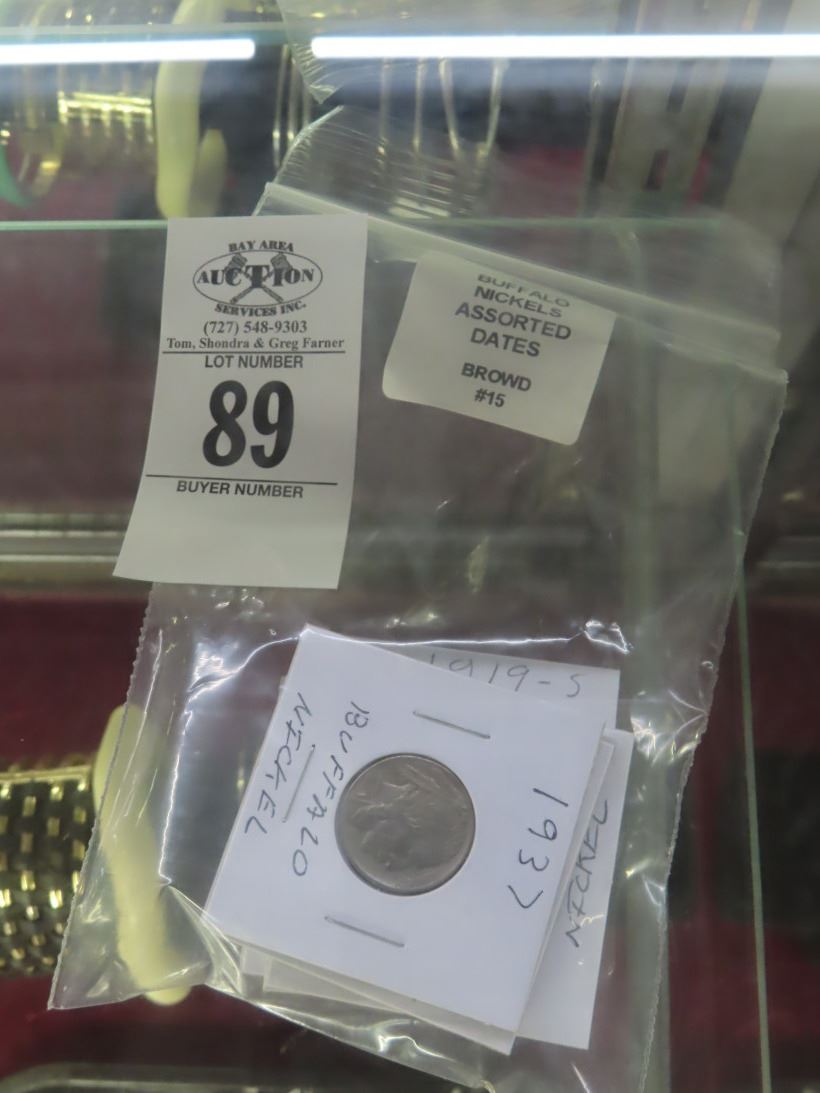 BAY AREA
AUCTION
SERVICES INC.
(727) 548-9303
Tom, Shondra & Greg Farner
LOT NUMBER
89
BUYER NUMBER
BUFFALO
NICKELS
ASSORTED
DATES
BROWD
#15
1919-S
BUFFALO
NICKEL
1937
NICKEL